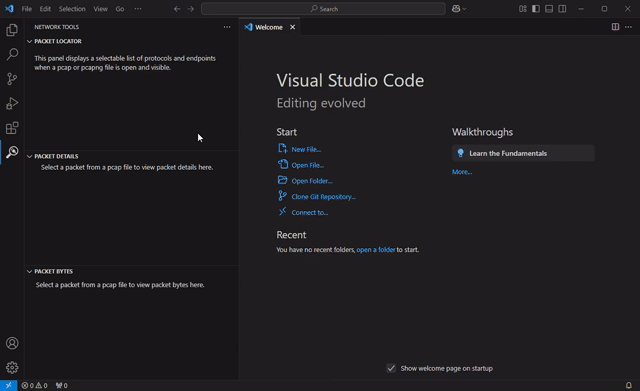 File Edit Selection View Go ··· Search
NETWORK TOOLS ···
Welcome
PACKET LOCATOR
This panel displays a selectable list of protocols and endpoints
when a pcap or pcapng file is open and visible.
PACKET DETAILS
Select a packet from a pcap file to view packet details here.
PACKET BYTES
Select a packet from a pcap file to view packet bytes here.
Visual Studio Code
Editing evolved
Start
New File...
Open File...
Open Folder...
Clone Git Repository...
Connect to...
Recent
You have no recent folders, open a folder to start.
Walkthroughs
Learn the Fundamentals
More...
Show welcome page on startup
0 0 0